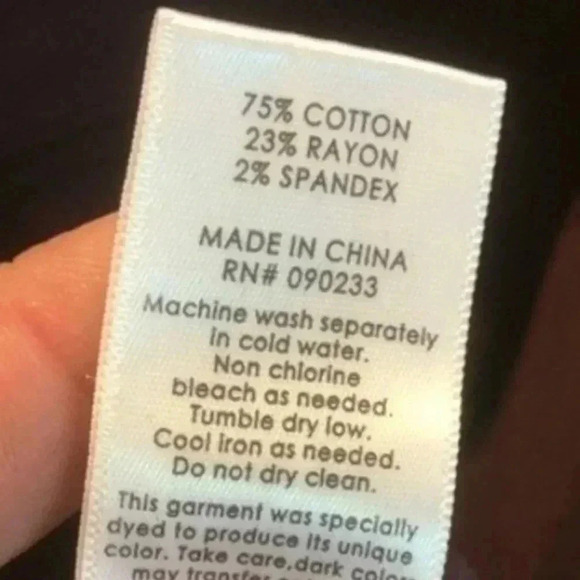 75% COTTON
23% RAYON
2% SPANDEX
MADE IN CHINA
RN# 090233
Machine wash separately
in cold water.
Non chlorine
bleach as needed.
Tumble dry low.
Cool iron as needed.
Do not dry clean.
This garment was specially
dyed to produce its unique
color. Take care,dark
may transfer